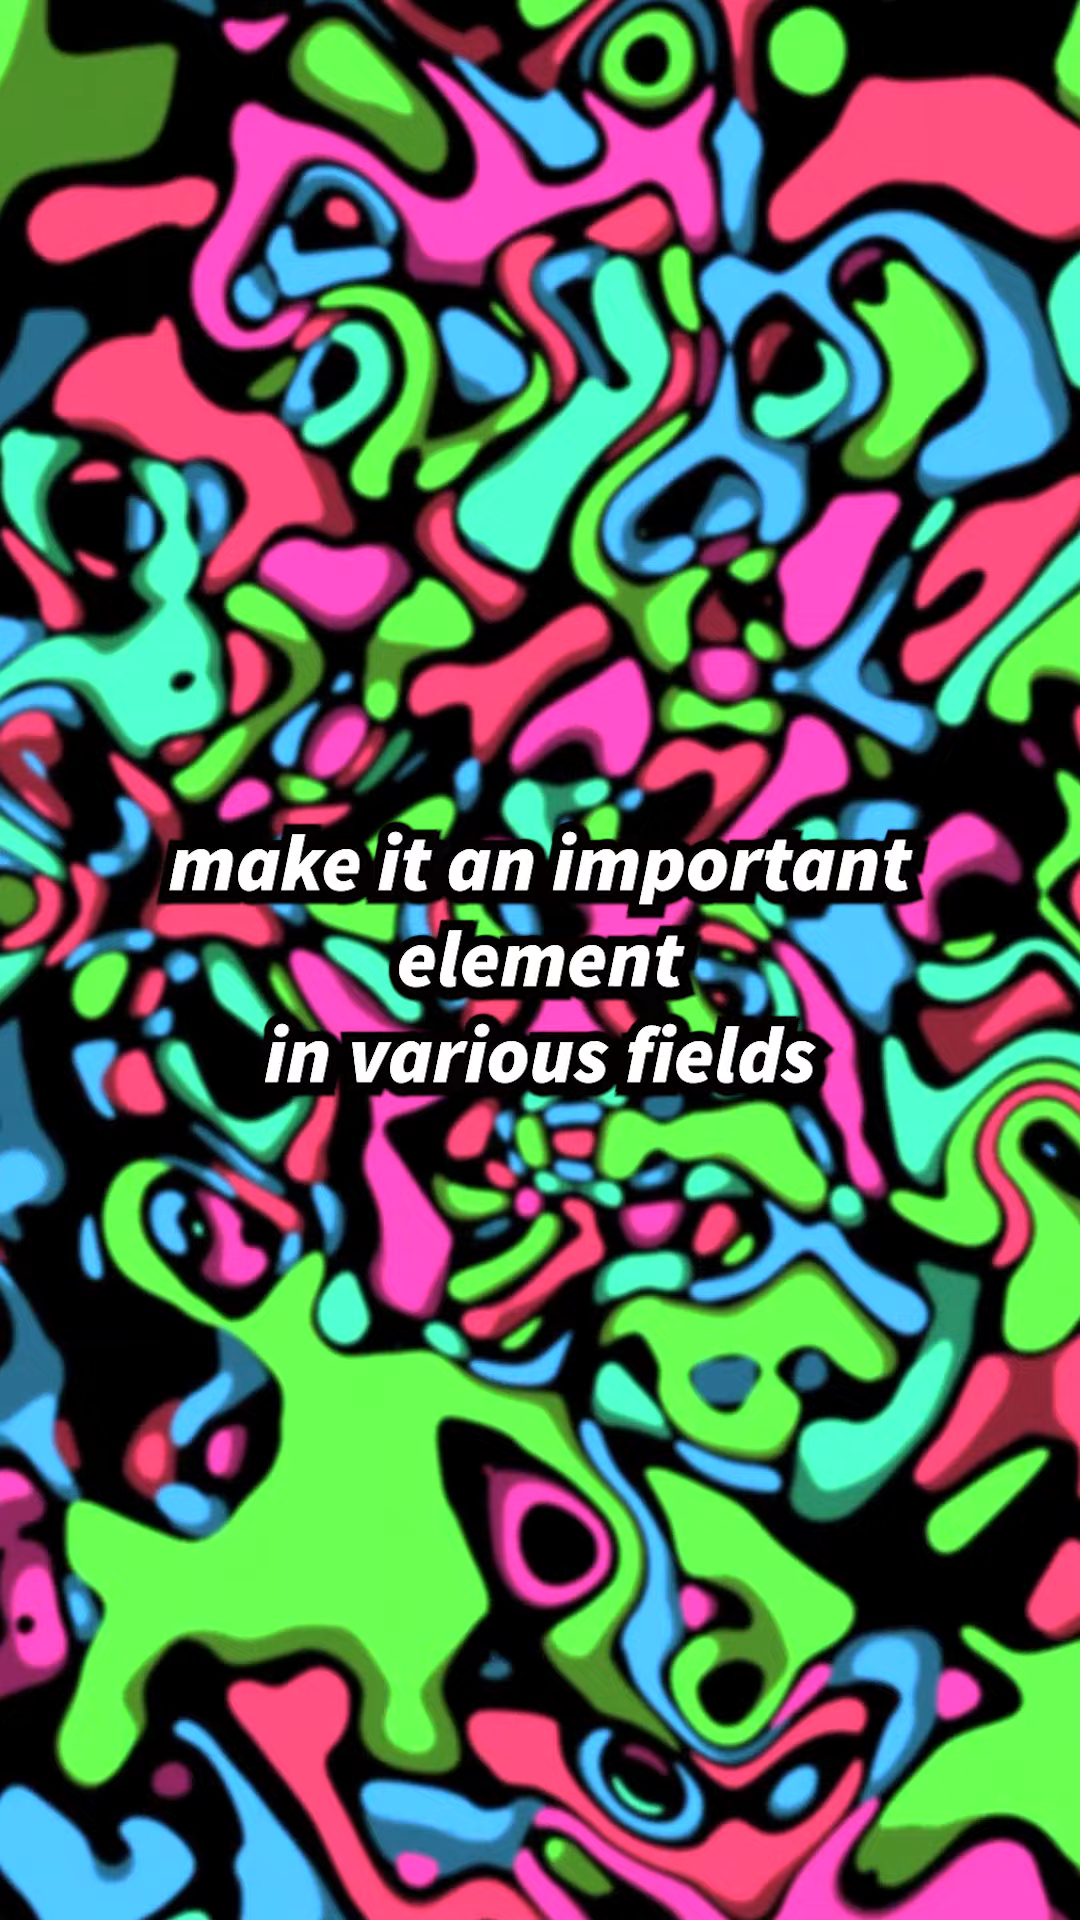 make it an important
element
in various fields